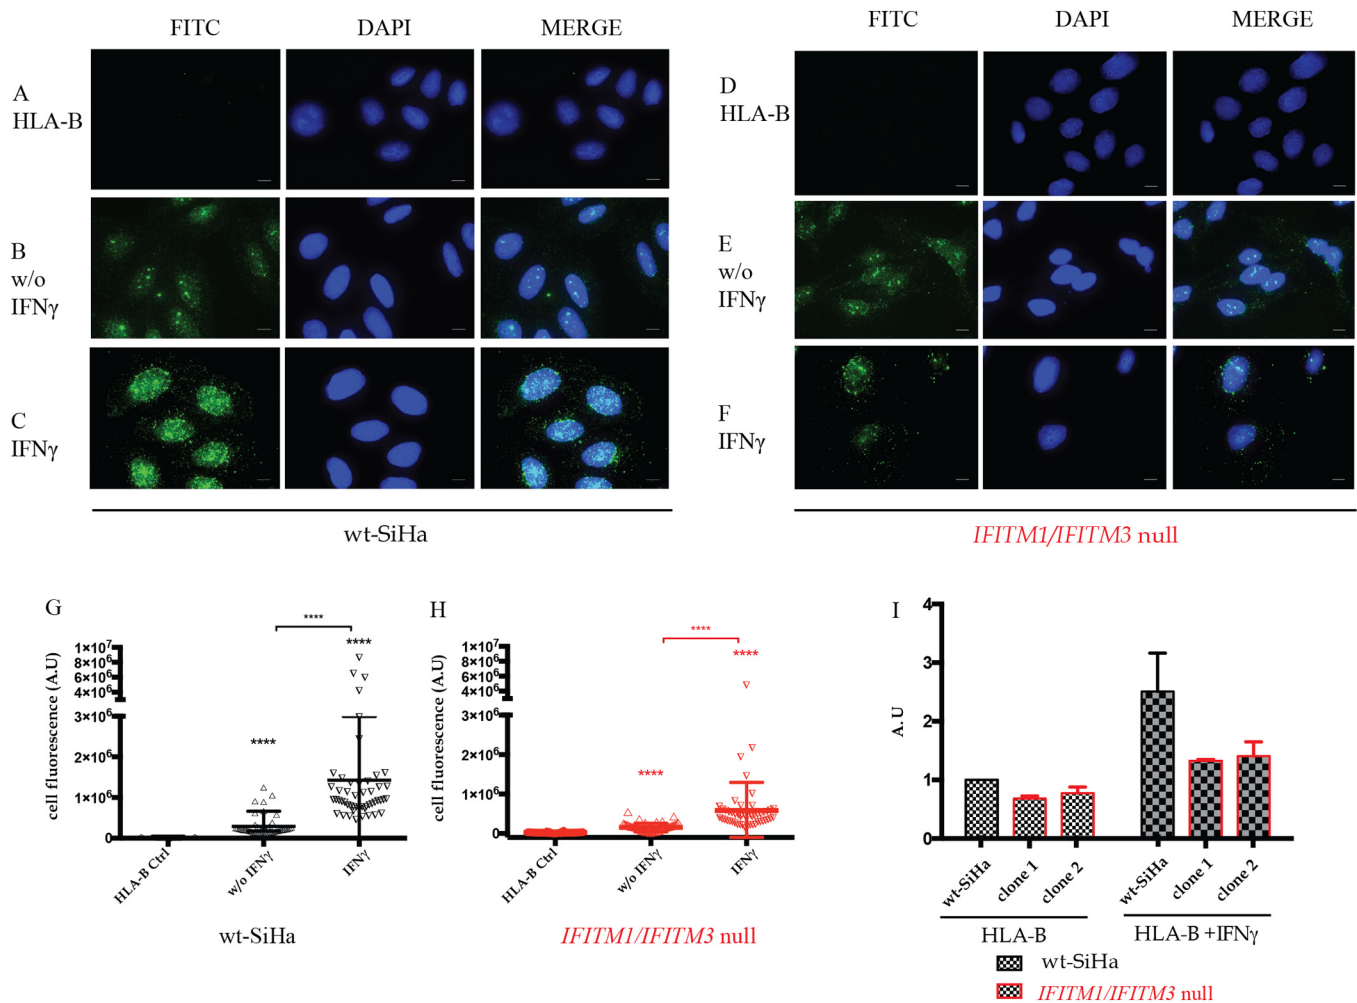 FITC DAPI MERGE
FITC DAPI MERGE
A
HLA-B
B
w/o
IFNγ
C
IFNγ
wt-SiHa
D
HLA-B
E
w/o
IFNγ
F
IFNγ
IFITM1/IFITM3 null
G
cell fluorescence (A.U)
1×10⁷
8×10⁶
6×10⁶
4×10⁶
3×10⁶
2×10⁶
1×10⁶
0
****
****
****
HLA-B Ctrl
w/o IFNγ
IFNγ
wt-SiHa
H
cell fluorescence (A.U)
1×10⁷
8×10⁶
6×10⁶
4×10⁶
3×10⁶
2×10⁶
1×10⁶
0
****
****
****
HLA-B Ctrl
w/o IFNγ
IFNγ
IFITM1/IFITM3 null
I
A.U
4
3
2
1
0
wt-SiHa
clone 1
clone 2
wt-SiHa
clone 1
clone 2
HLA-B
HLA-B +IFNγ
wt-SiHa
IFITM1/IFITM3 null